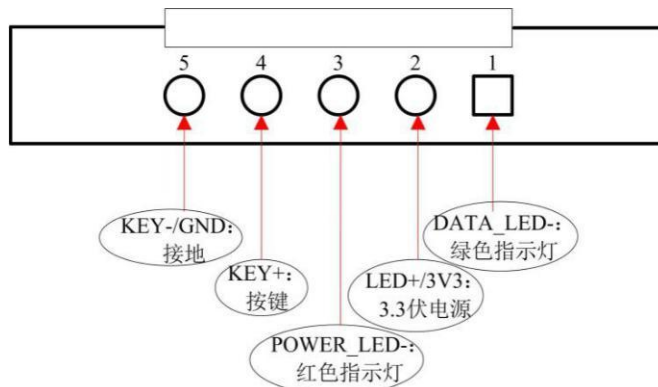 5 4 3 2 1
KEY-/GND：
接地
KEY+：
按键
POWER_LED-：
红色指示灯
LED+/3V3：
3.3伏电源
DATA_LED-：
绿色指示灯